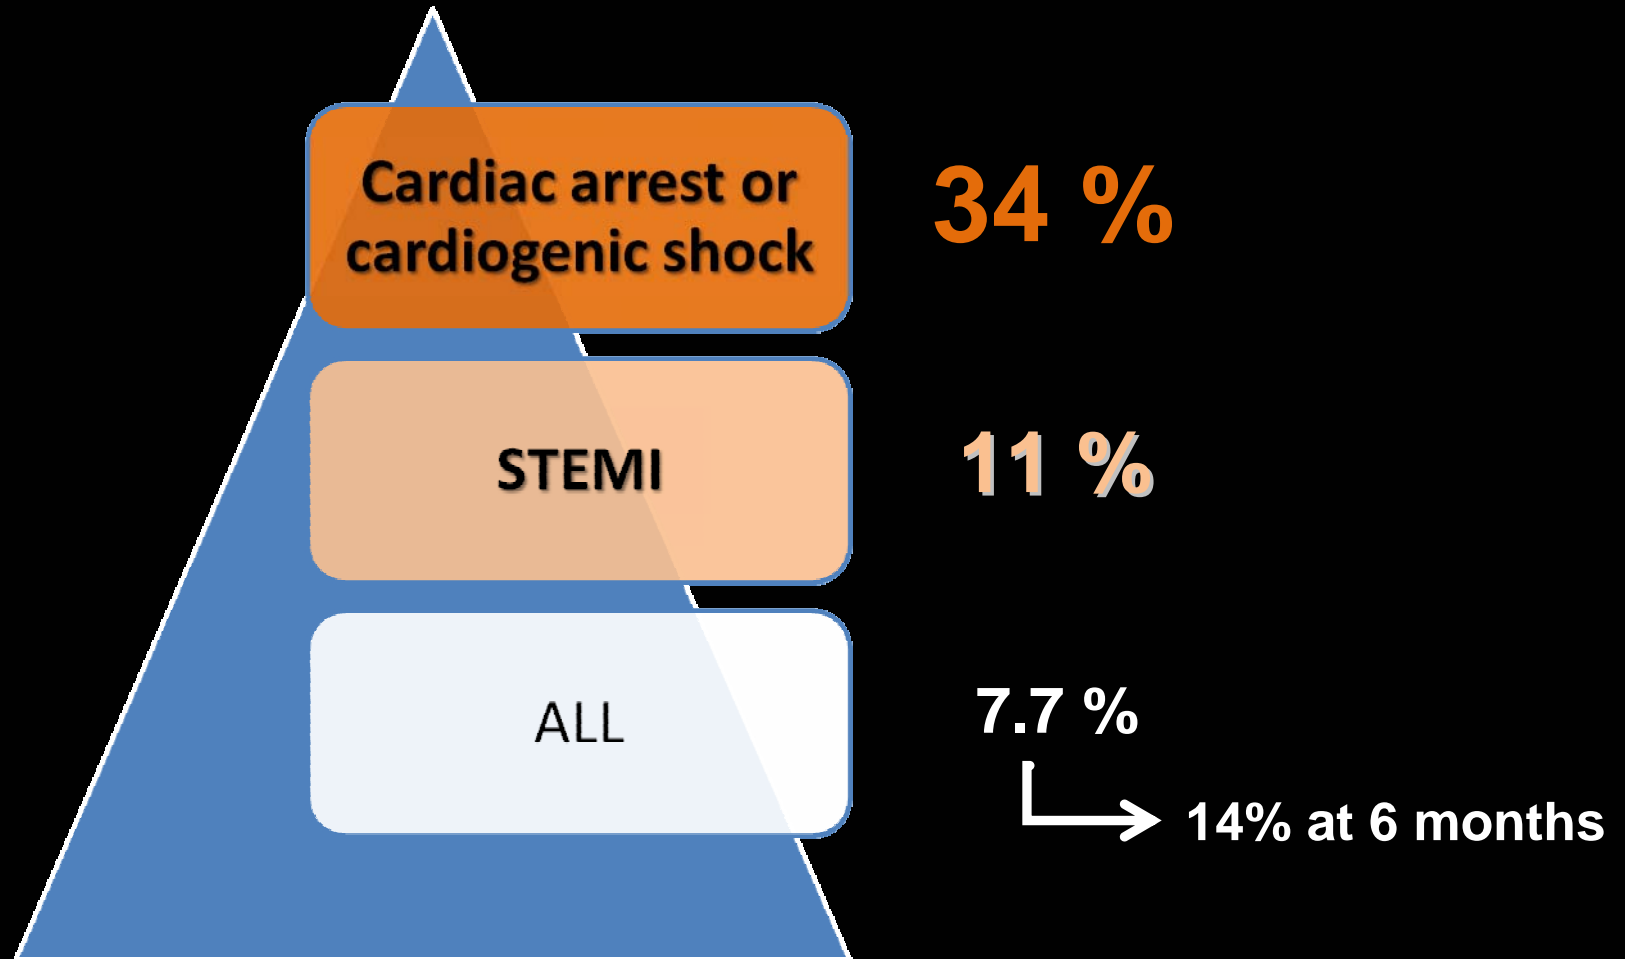 Cardiac arrest or
cardiogenic shock
34 %
STEMI
11 %
ALL
7.7 %
14% at 6 months